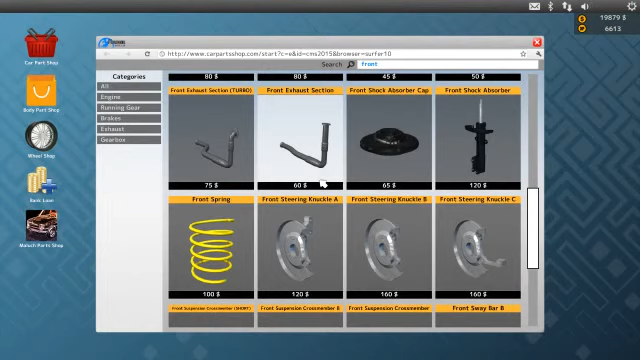 19879 $
6613
Car Part Shop
Body Part Shop
Wheel Shop
Bank Loan
Maluch Parts Shop
http://www.carpartsshop.com/start?c=e&id=cms2015&browser=surfer10
Search
front
Categories
All
Engine
Running Gear
Brakes
Exhaust
Gearbox
80 $
80 $
45 $
50 $
Front Exhaust Section (TURBO)
Front Exhaust Section
Front Shock Absorber Cap
Front Shock Absorber
75 $
60 $
65 $
120 $
Front Spring
Front Steering Knuckle A
Front Steering Knuckle B
Front Steering Knuckle C
100 $
120 $
160 $
160 $
Front Suspension Crossmember (SHORT)
Front Suspension Crossmember B
Front Suspension Crossmember
Front Sway Bar B